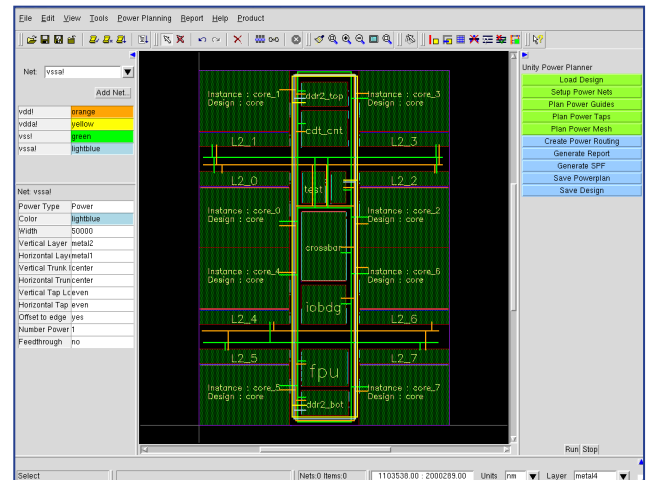 File Edit View Tools Power Planning Report Help Product
Net: vssa!
Add Net...
vdd! orange
vdda! yellow
vss! green
vssa! lightblue
Net: vssa!
Power Type Power
Color lightblue
Width 50000
Vertical Layer metal2
Horizontal Lay metal1
Vertical Trunk l center
Horizontal Trun center
Vertical Tap Lo even
Horizontal Tap even
Offset to edge yes
Number Power 1
Feedthrough no
Instance : core_1
Design : core
ddr2_top
Instance : core_3
Design : core
cdt_cnt
L2_1
L2_3
L2_0
L2_2
test
Instance : core_0
Design : core
Instance : core_2
Design : core
crosbar
Instance : core_4
Design : core
Instance : core_6
Design : core
iobdg
L2_4
L2_6
L2_5
L2_7
fpu
Instance : core_5
Design : core
Instance : core_7
Design : core
ddr2_bot
Unity Power Planner
Load Design
Setup Power Nets
Plan Power Guides
Plan Power Taps
Plan Power Mesh
Create Power Routing
Generate Report
Generate SPF
Save Powerplan
Save Design
Run Stop
Select
Nets:0 Items:0
1103538.00 : 2000289.00
Units nm
Layer metal4